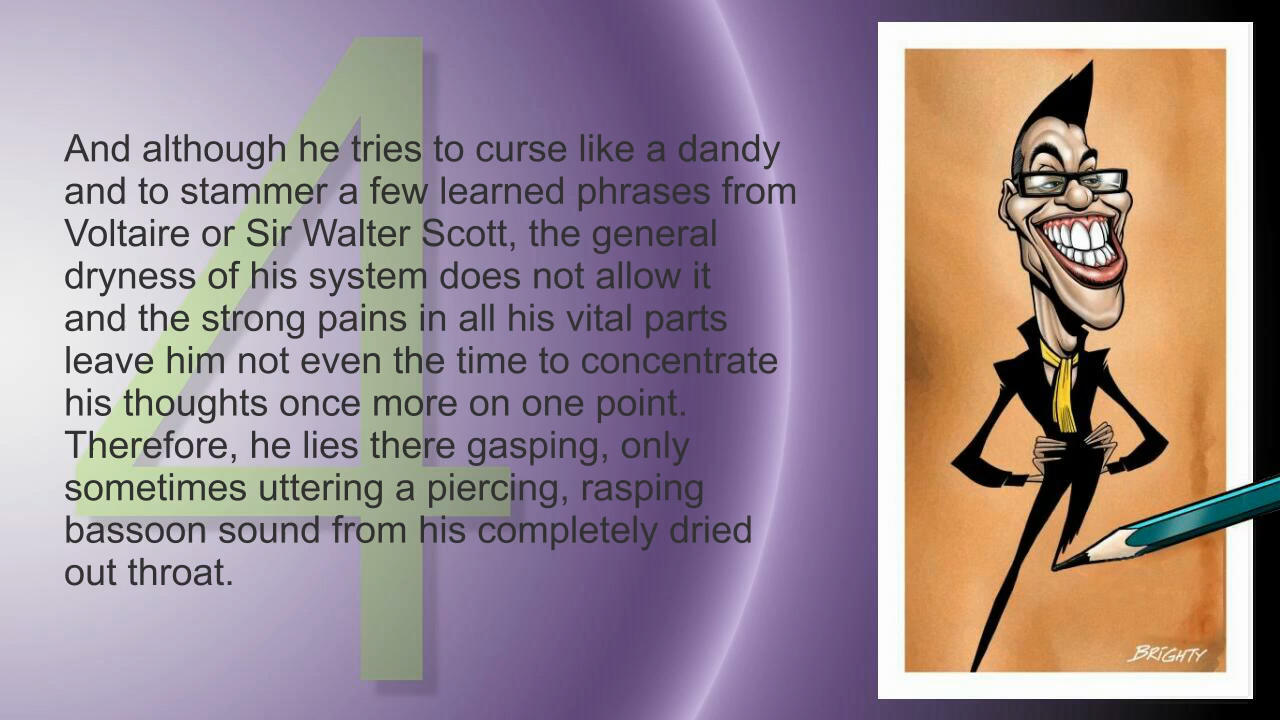 4
And although he tries to curse like a dandy
and to stammer a few learned phrases from
Voltaire or Sir Walter Scott, the general
dryness of his system does not allow it
and the strong pains in all his vital parts
leave him not even the time to concentrate
his thoughts once more on one point.
Therefore, he lies there gasping, only
sometimes uttering a piercing, rasping
bassoon sound from his completely dried
out throat.
BRIGHTY